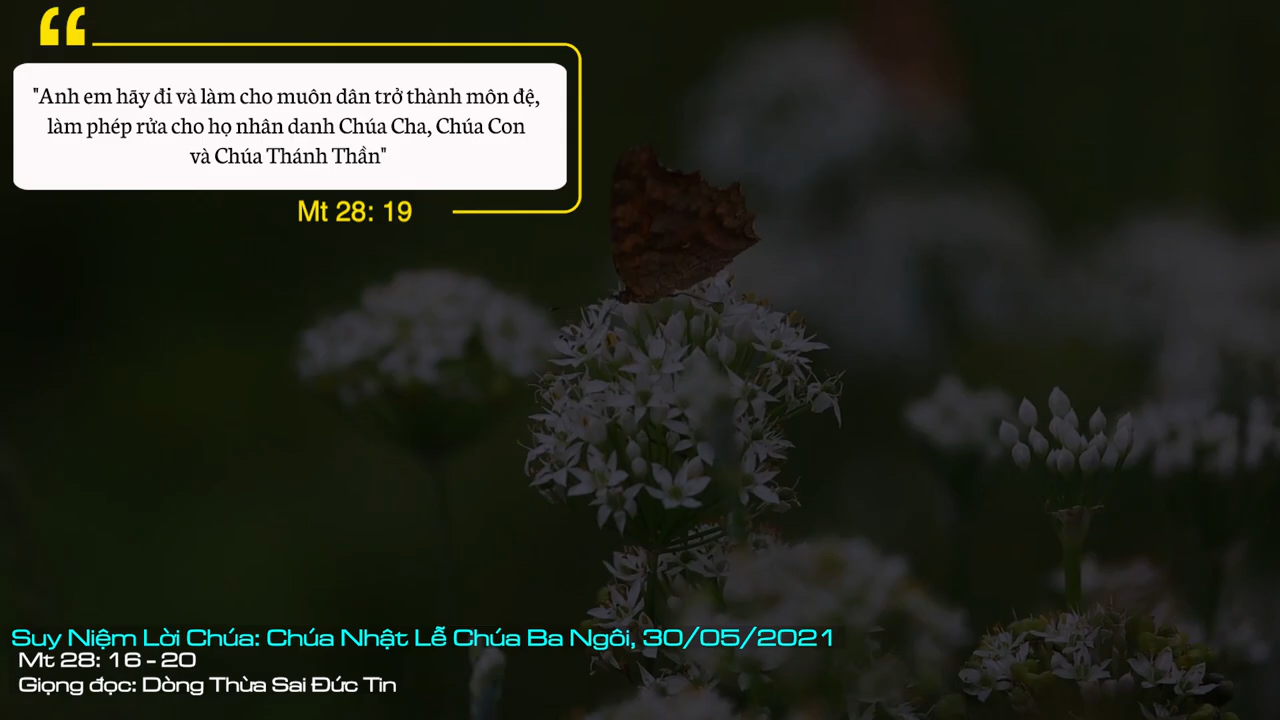 "Anh em hãy đi và làm cho muôn dân trở thành môn đệ,
làm phép rửa cho họ nhân danh Chúa Cha, Chúa Con
và Chúa Thánh Thần"
Mt 28: 19
Suy Niệm Lời Chúa: Chúa Nhật Lễ Chúa Ba Ngôi, 30/05/2021
Mt 28: 16 - 20
Giọng đọc: Dòng Thừa Sai Đức Tin